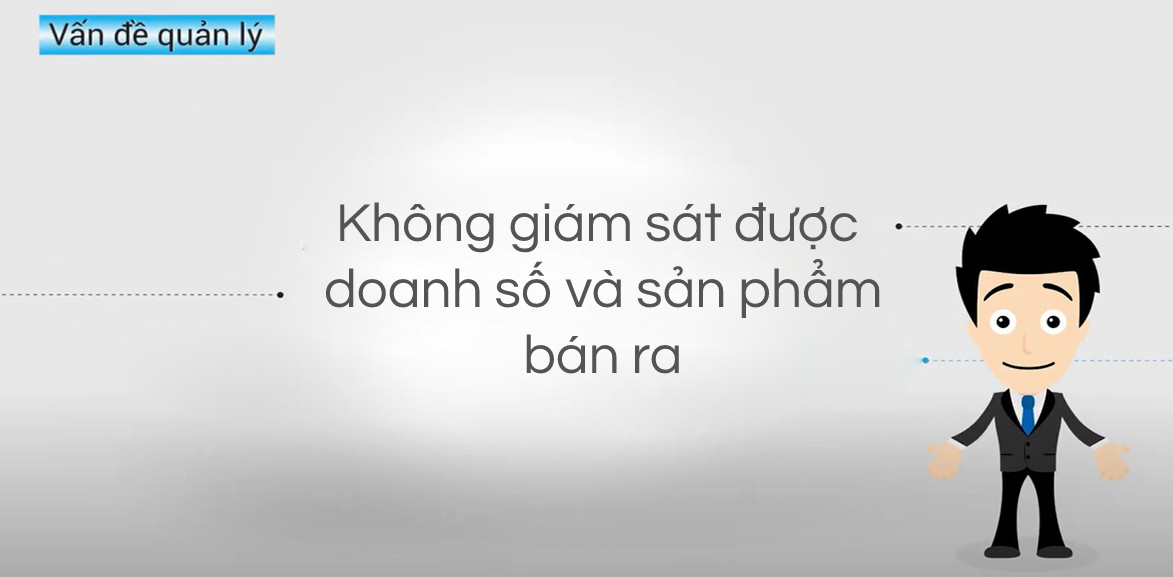 Vấn đề quản lý
Không giám sát được
doanh số và sản phẩm
bán ra